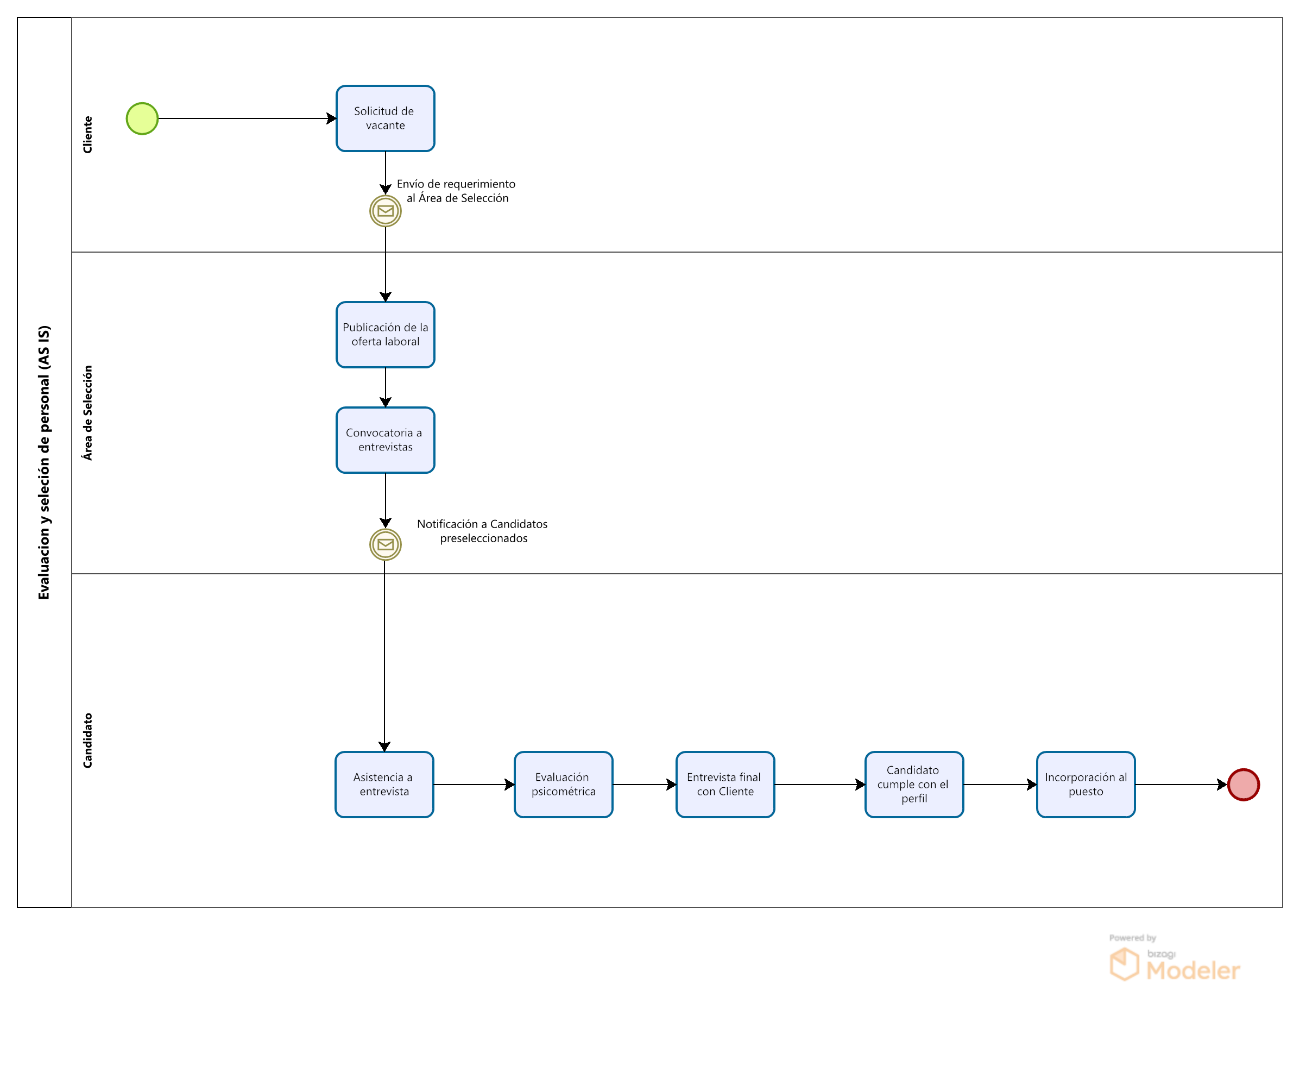 Evaluacion y seleción de personal (AS IS)
Cliente
Solicitud de
vacante
Envío de requerimiento
al Área de Selección
Área de Selección
Publicación de la
oferta laboral
Convocatoria a
entrevistas
Notificación a Candidatos
preseleccionados
Candidato
Asistencia a
entrevista
Evaluación
psicométrica
Entrevista final
con Cliente
Candidato
cumple con el
perfil
Incorporación al
puesto
Powered by
bizagi
Modeler